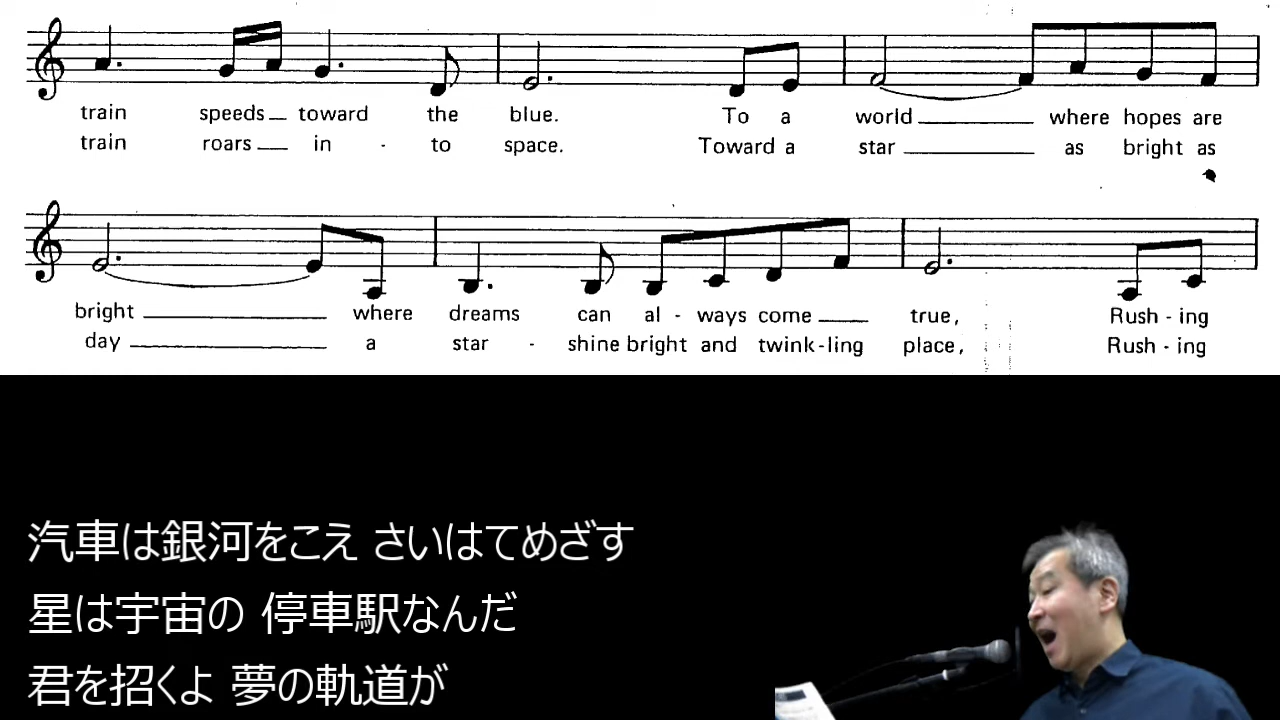 train speeds toward the blue. To a world where hopes are
train roars in - to space. Toward a star as bright as
bright where dreams can al - ways come true, Rush - ing
day a star - shine bright and twink - ling place, Rush - ing
汽車は銀河をこえ さいはてめざす
星は宇宙の 停車駅なんだ
君を招くよ 夢の軌道が